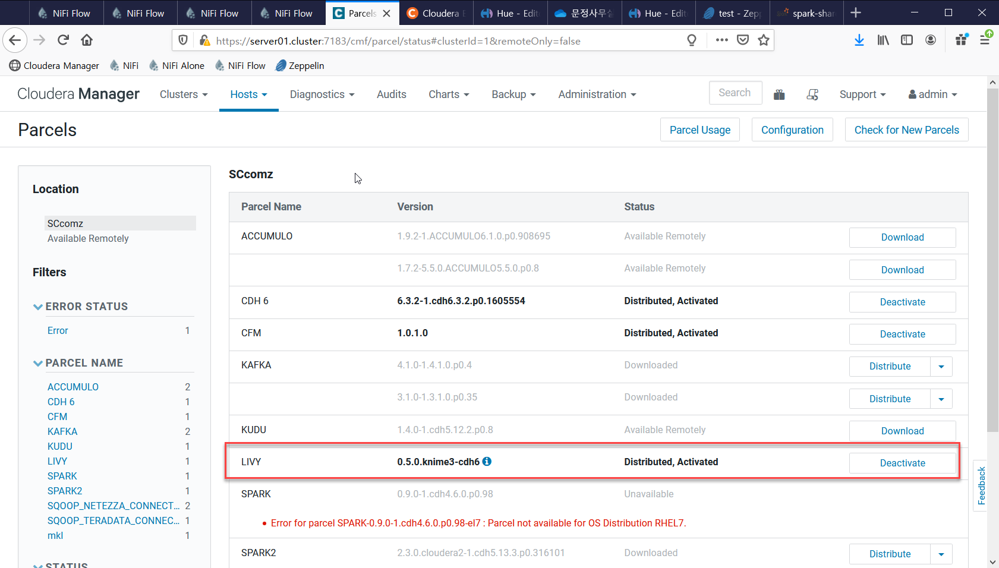 NiFi Flow
NiFi Flow
NiFi Flow
NiFi Flow
Parcels
Cloudera
Hue - Edit
문정사무실
Hue - Edit
test - Zepp
spark-shar
https://server01.cluster:7183/cmf/parcel/status#clusterId=1&remoteOnly=false
Cloudera Manager
NiFi
NiFi Alone
NiFi Flow
Zeppelin
Cloudera Manager
Clusters
Hosts
Diagnostics
Audits
Charts
Backup
Administration
Search
Support
admin
Parcels
Parcel Usage
Configuration
Check for New Parcels
Location
SCcomz
Available Remotely
Filters
ERROR STATUS
Error 1
PARCEL NAME
ACCUMULO 2
CDH 6 1
CFM 1
KAFKA 2
KUDU 1
LIVY 1
SPARK 1
SPARK2 1
SQOOP_NETEZZA_CONNECT... 2
SQOOP_TERADATA_CONNEC... 1
mkl 1
STATUS
SCcomz
Parcel Name Version Status
ACCUMULO 1.9.2-1.ACCUMULO6.1.0.p0.908695 Available Remotely Download
1.7.2-5.5.0.ACCUMULO5.5.0.p0.8 Available Remotely Download
CDH 6 6.3.2-1.cdh6.3.2.p0.1605554 Distributed, Activated Deactivate
CFM 1.0.1.0 Distributed, Activated Deactivate
KAFKA 4.1.0-1.4.1.0.p0.4 Downloaded Distribute
3.1.0-1.3.1.0.p0.35 Downloaded Distribute
KUDU 1.4.0-1.cdh5.12.2.p0.8 Available Remotely Download
LIVY 0.5.0.knime3-cdh6 Distributed, Activated Deactivate
SPARK 0.9.0-1.cdh4.6.0.p0.98 Unavailable
Error for parcel SPARK-0.9.0-1.cdh4.6.0.p0.98-el7 : Parcel not available for OS Distribution RHEL7.
SPARK2 2.3.0.cloudera2-1.cdh5.13.3.p0.316101 Downloaded Distribute
Feedback